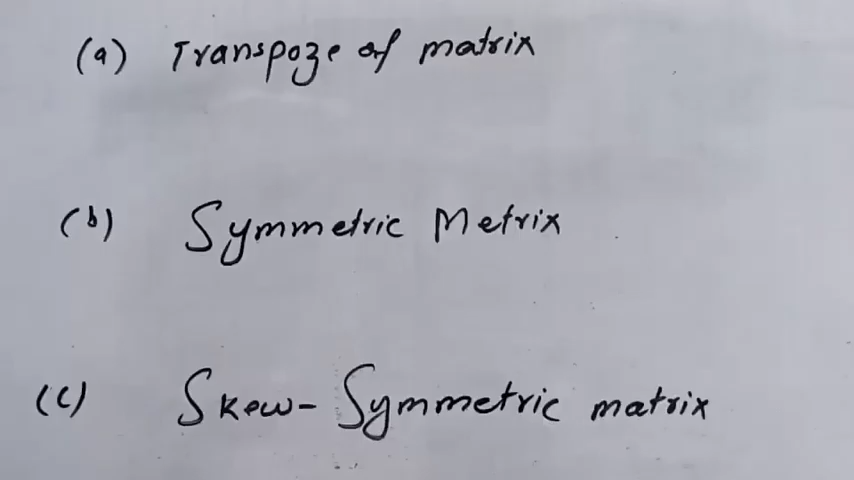 (a) Transpoze of matrix
(b) Symmetric Metrix
(c) Skew-Symmetric matrix